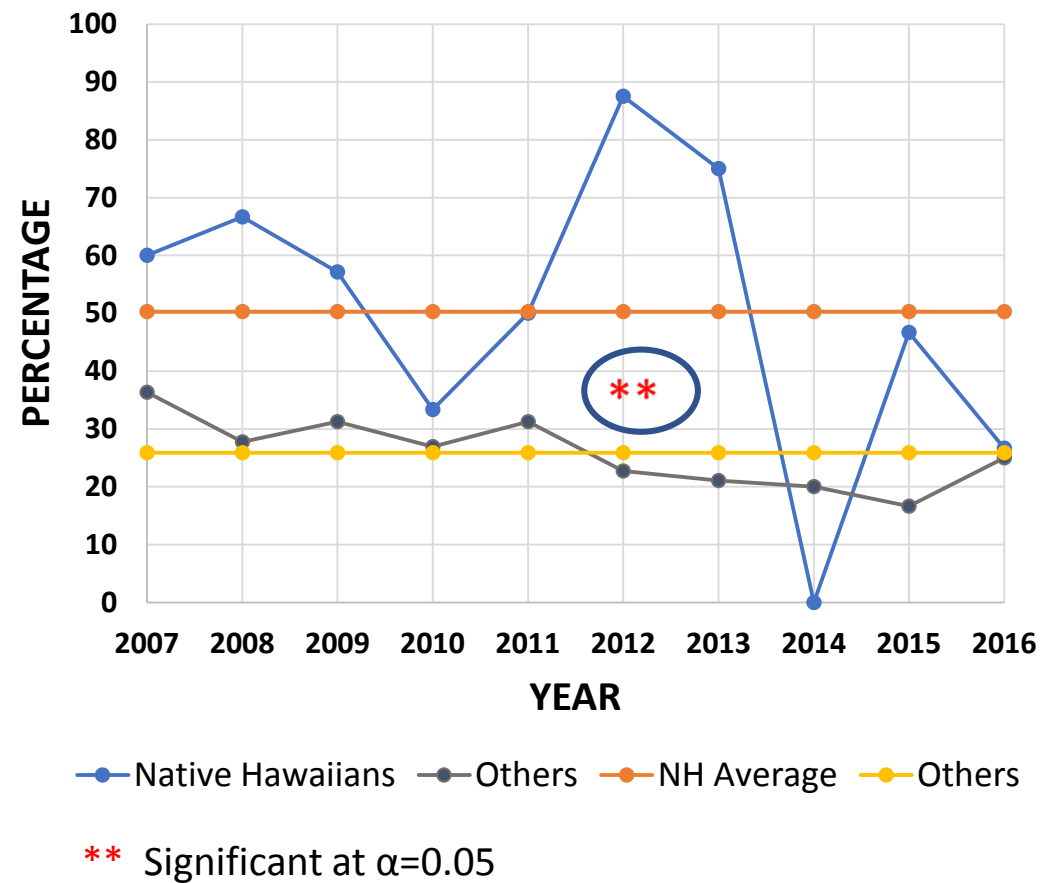 100
90
80
70
60
50
40
30
20
10
0
PERCENTAGE
**
2007 2008 2009 2010 2011 2012 2013 2014 2015 2016
YEAR
Native Hawaiians Others NH Average Others
** Significant at α=0.05